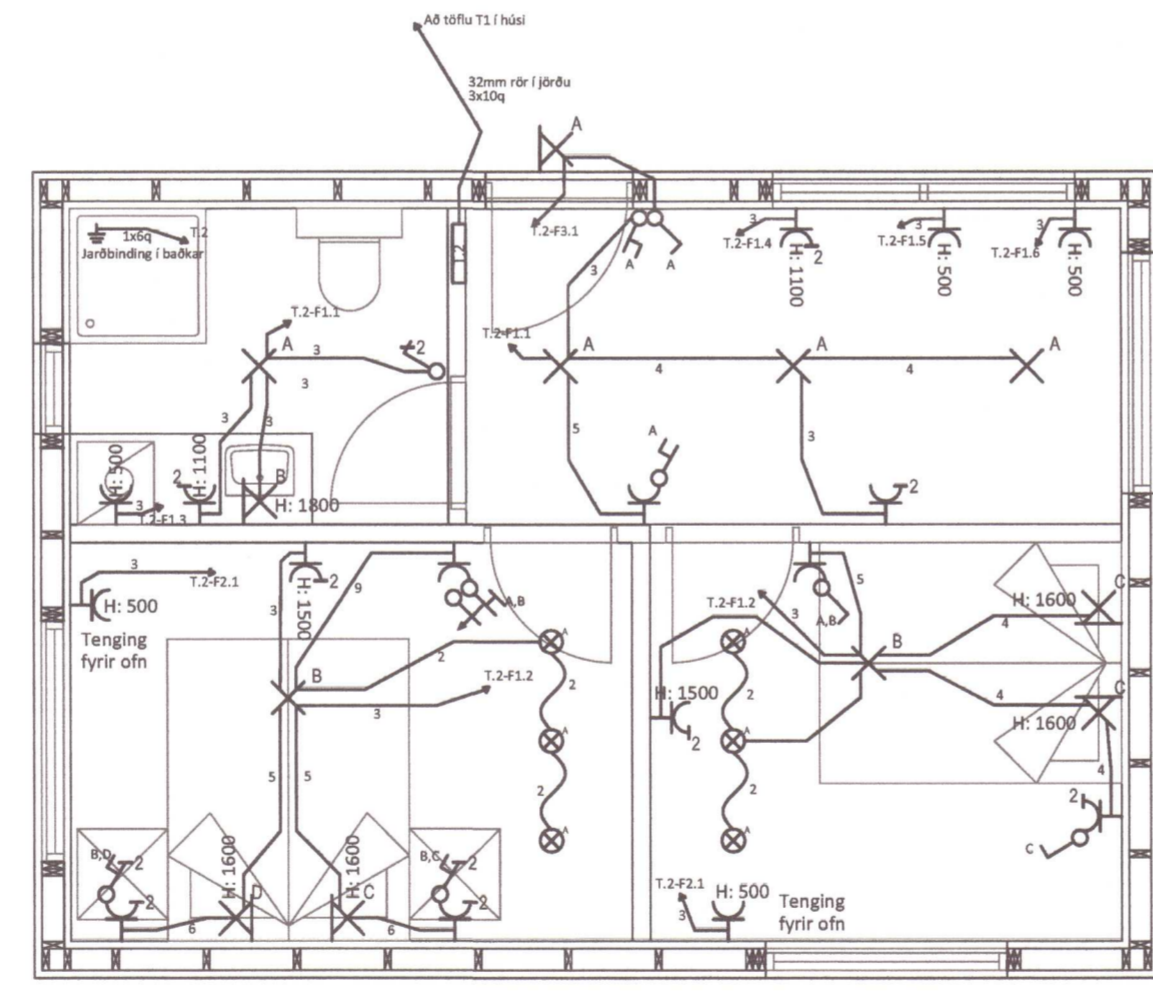 Að töflu T1 í húsi
32mm rör í jörðu
3x10q
A
T.2-F3.1
1x6q
T.2
Jarðbinding í baðkar
T.2
3
A
A
3
T.2-F1.4
2
H: 1100
3
T.2-F1.5
H: 500
3
T.2-F1.6
H: 500
T.2-F1.1
A
3
2
3
T.2-F1.1
A
4
A
4
A
3
3
5
A
3
2
H: 500
3
T.2-F1.3
2
H: 1100
B
H: 1800
3
T.2-F2.1
H: 500
Tenging
fyrir ofn
3
2
H: 1500
9
A,B
B
2
3
T.2-F1.2
5
5
A
2
A
2
A
T.2-F1.2
3
A,B
5
B
4
H: 1600
C
4
H: 1600
C
4
H: 1500
2
A
2
A
2
A
2
C
B,D
2
2
6
H: 1600
D
H: 1600
C
6
B,C
2
2
T.2-F2.1
3
H: 500
Tenging
fyrir ofn